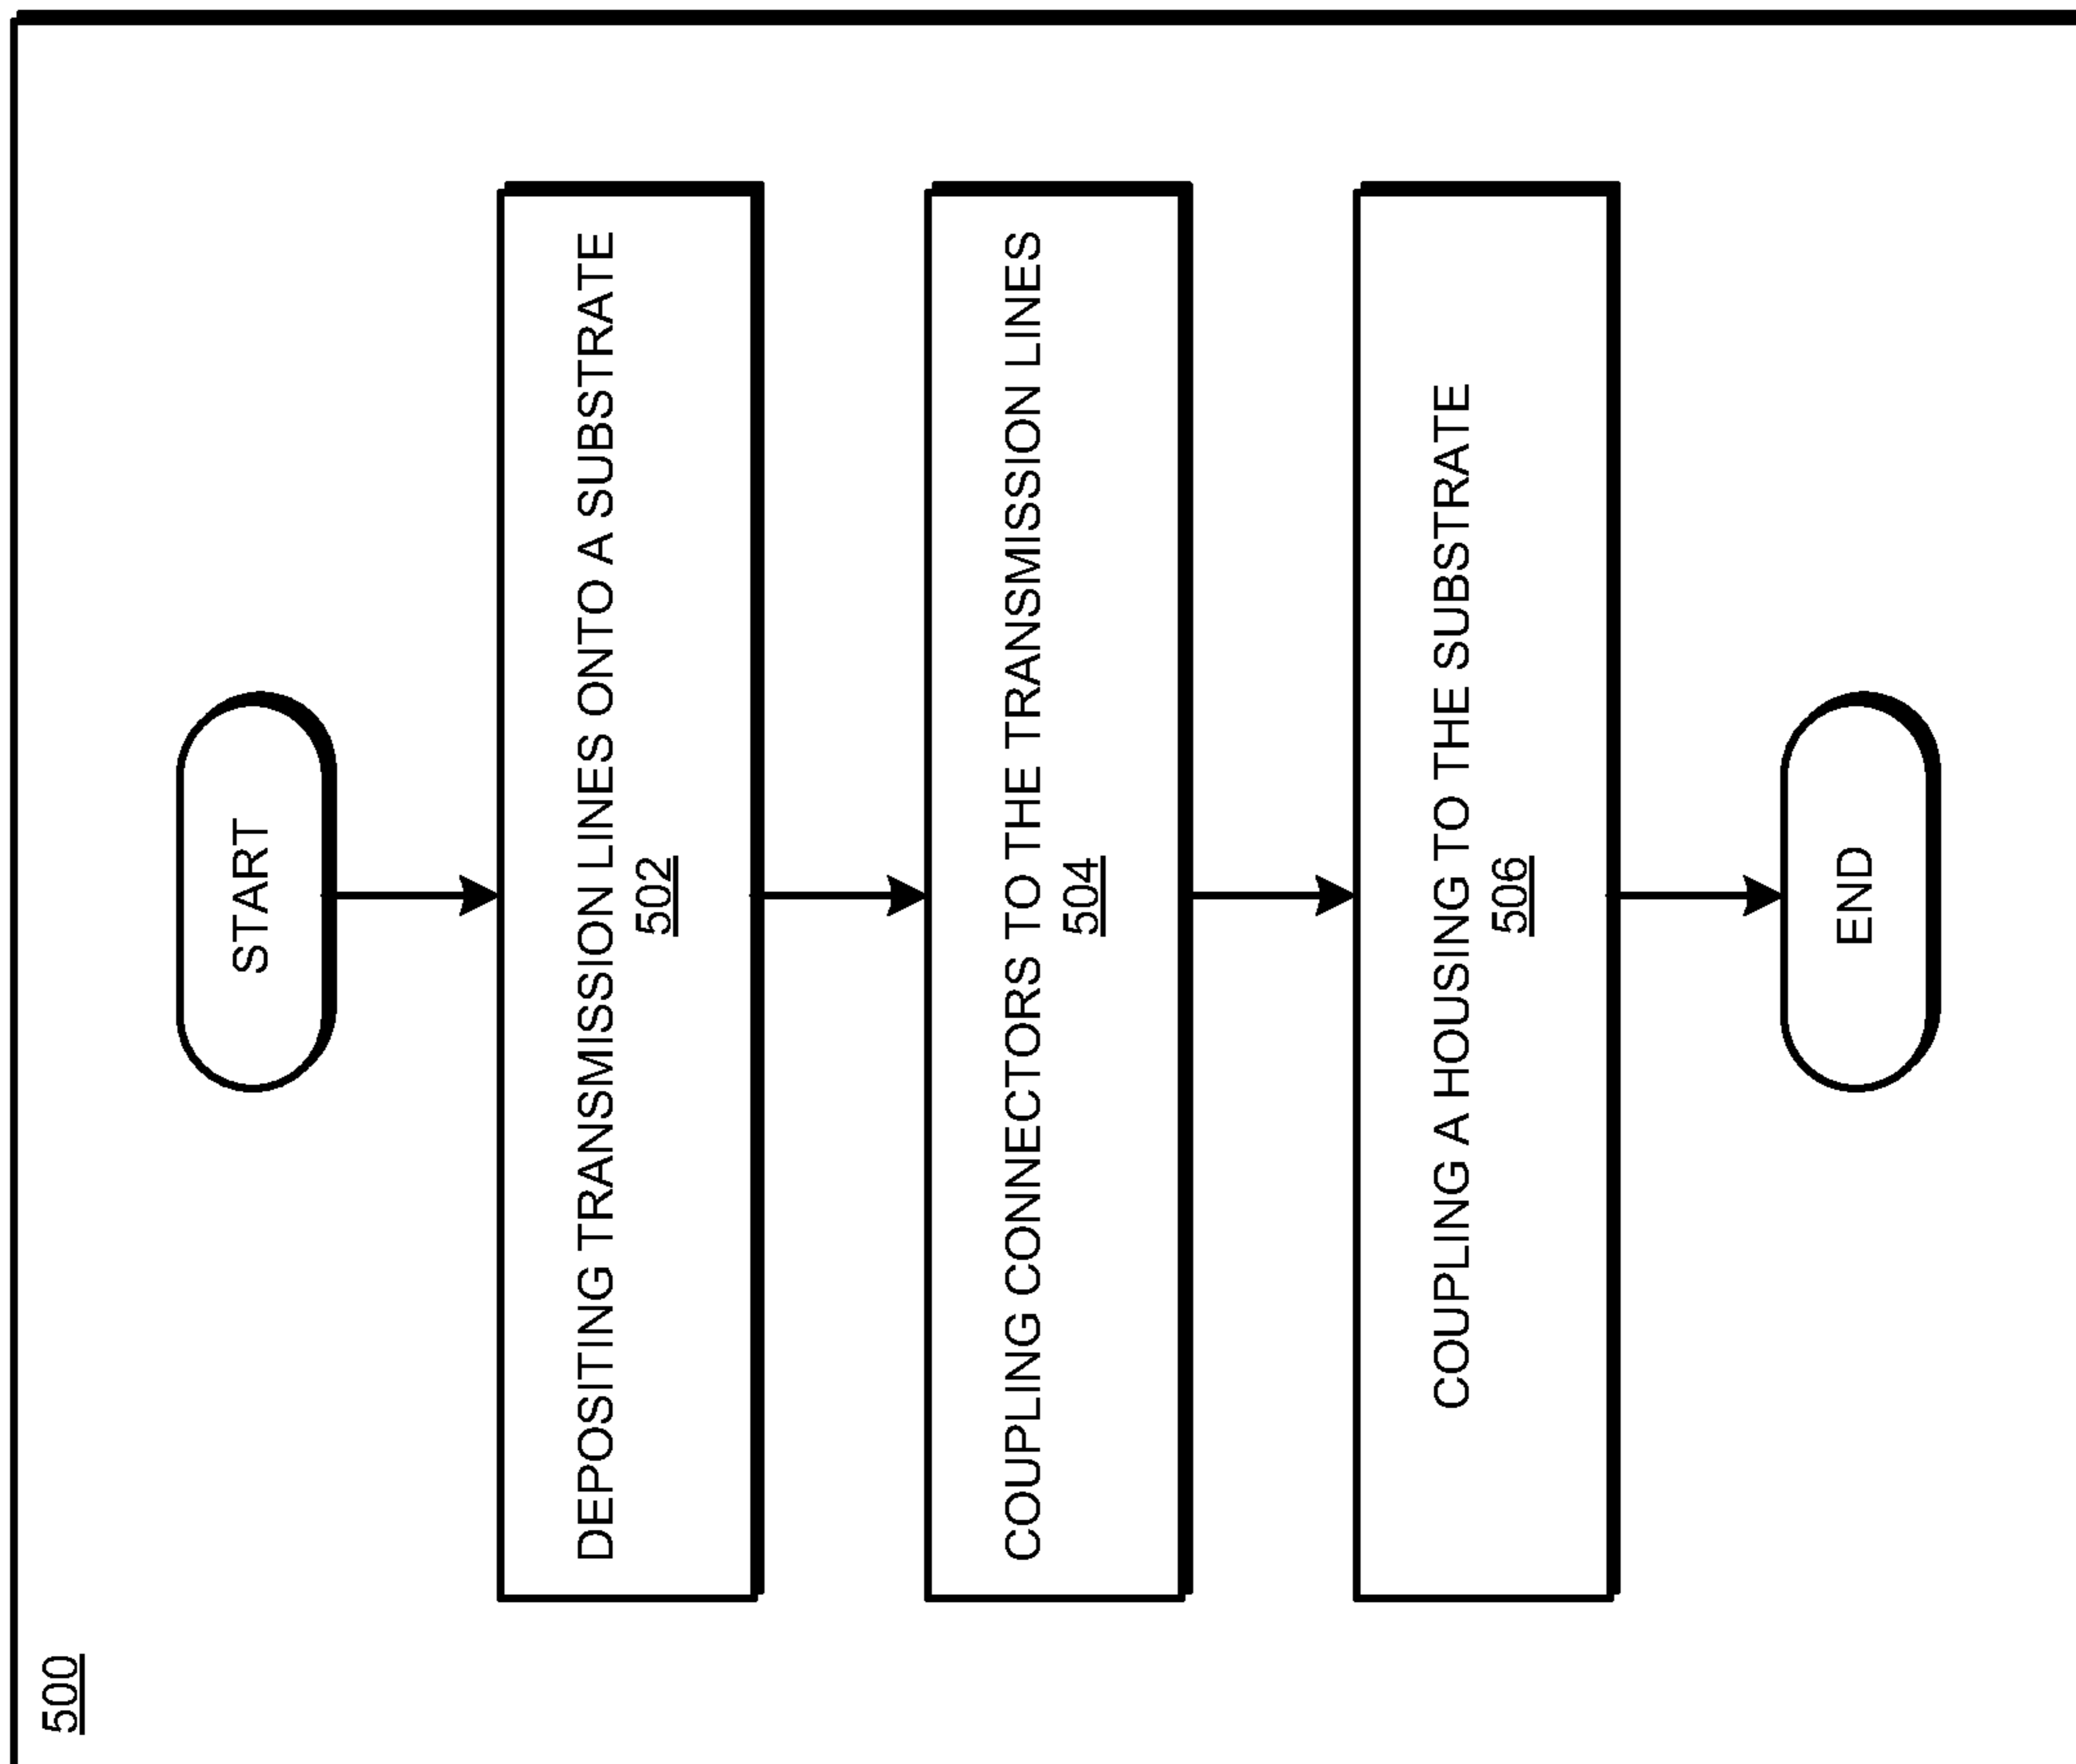 500
START
DEPOSITING TRANSMISSION LINES ONTO A SUBSTRATE
502
COUPLING CONNECTORS TO THE TRANSMISSION LINES
504
COUPLING A HOUSING TO THE SUBSTRATE
506
END